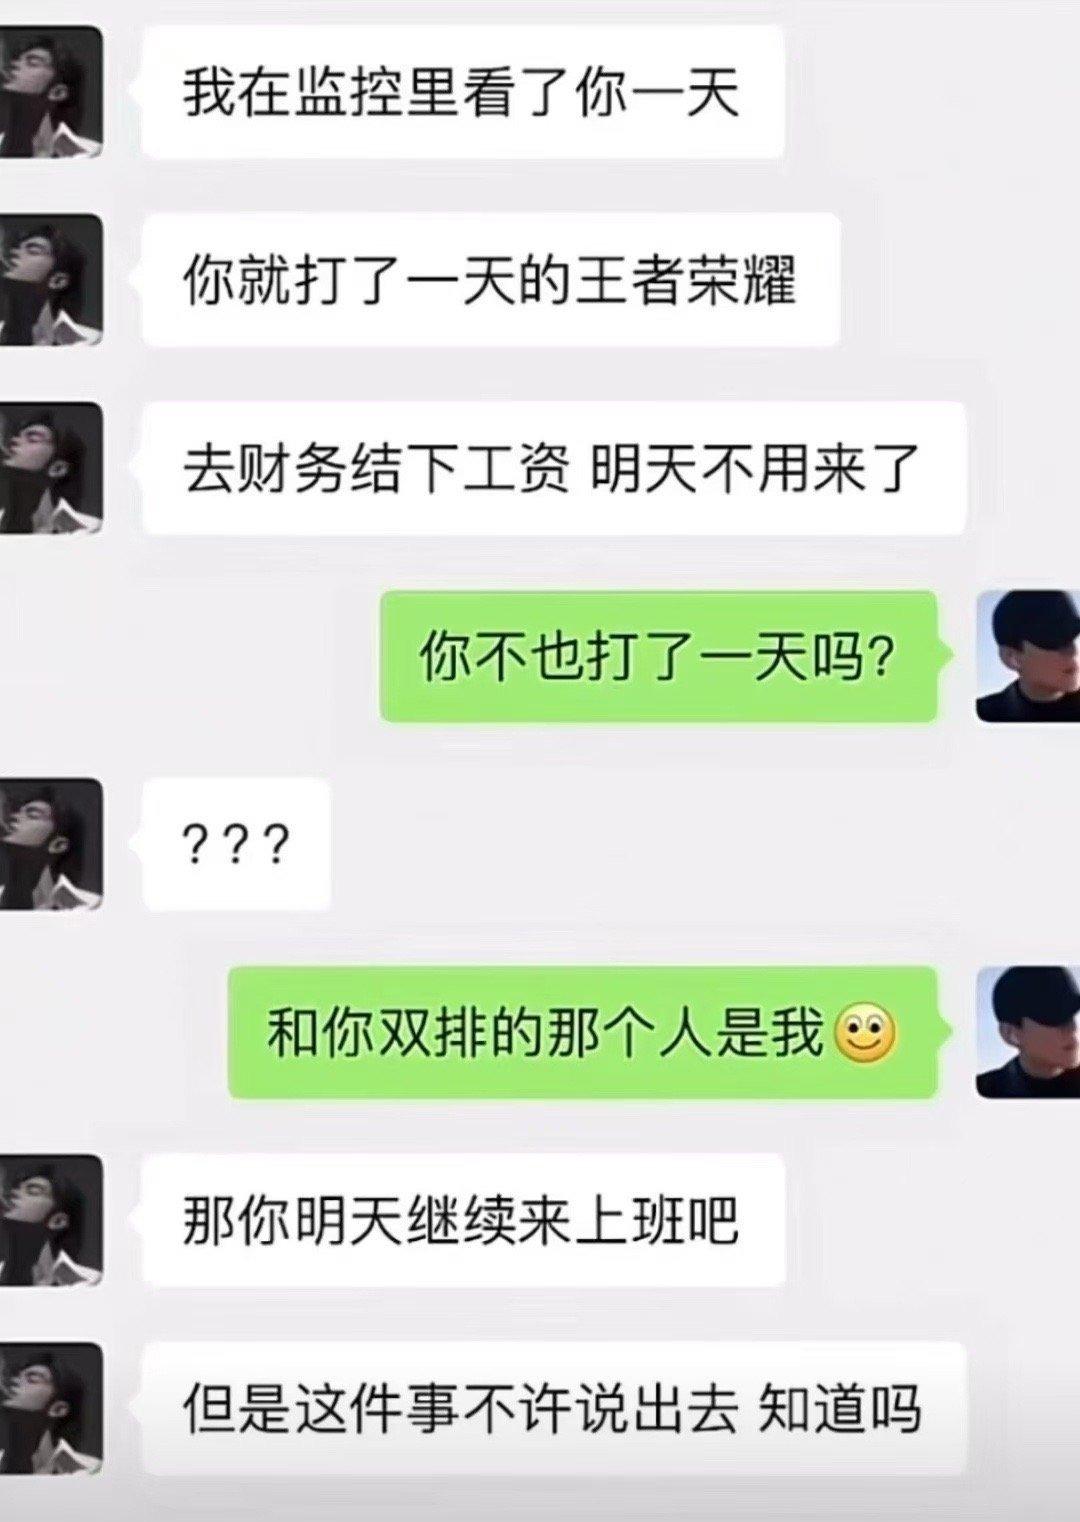 我在监控里看了你一天
你就打了一天的王者荣耀
去财务结下工资 明天不用来了
你不也打了一天吗?
???
和你双排的那个人是我
那你明天继续来上班吧
但是这件事不许说出去 知道吗